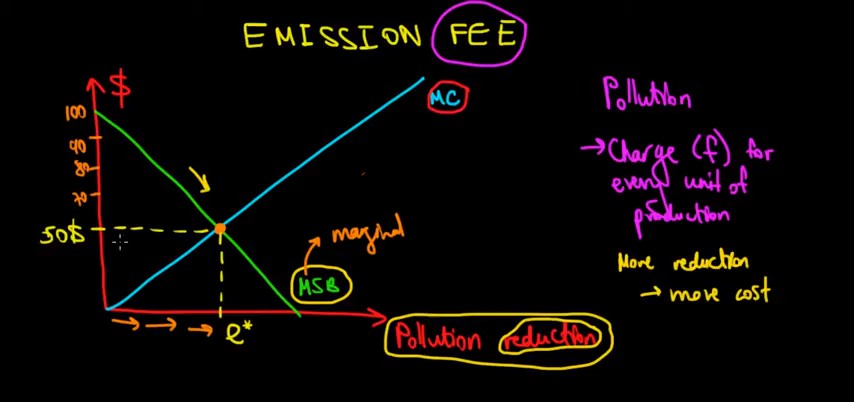 EMISSION FEE
$
100
90
80
70
50$
MC
marginal
MSB
e*
Pollution reduction
Pollution
→ Charge (f) for
every unit of
production
More reduction
→ more cost